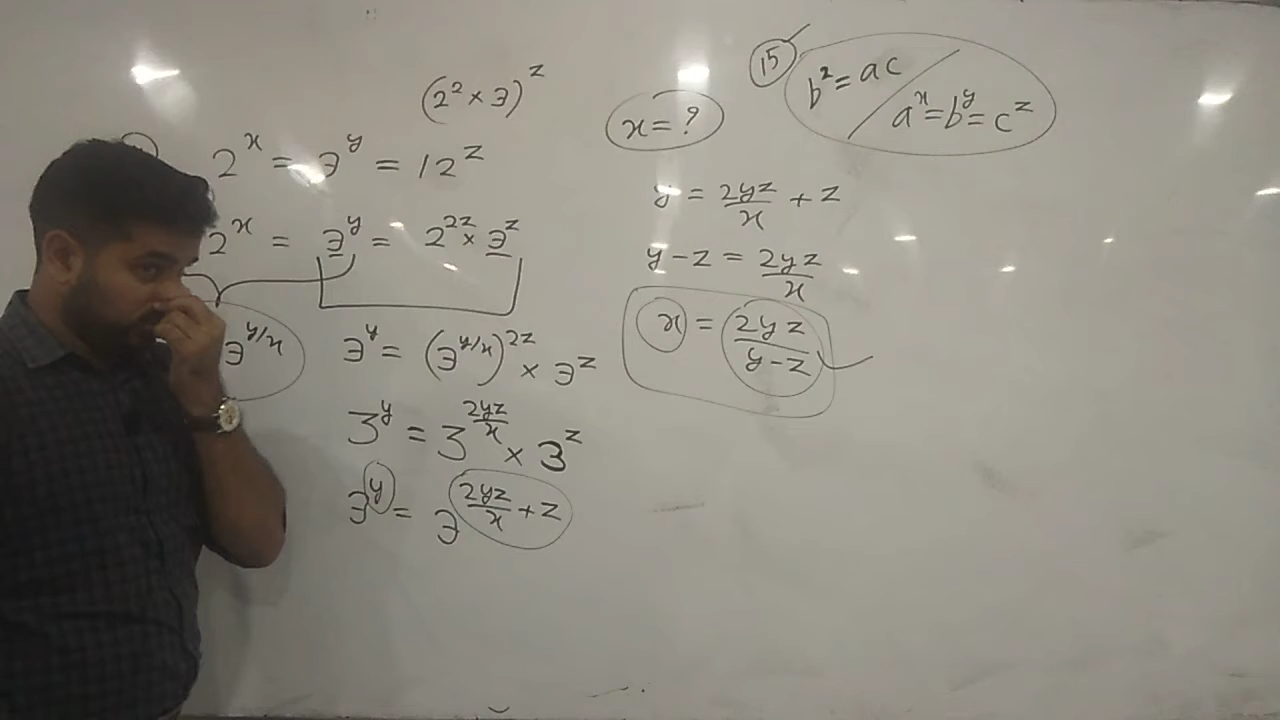 (2² × 3)^z
2^x = 3^y = 12^z
2^x = 3^y = 2^2z × 3^z
3^y/x
3^y = (3^y/x)^2z × 3^z
3^y = 3^2yz/x × 3^z
3^y = 3^2yz/x + z
x = ?
y = 2yz/x + z
y - z = 2yz/x
x = 2yz/y - z
15
b² = ac / a^x = b^y = c^z